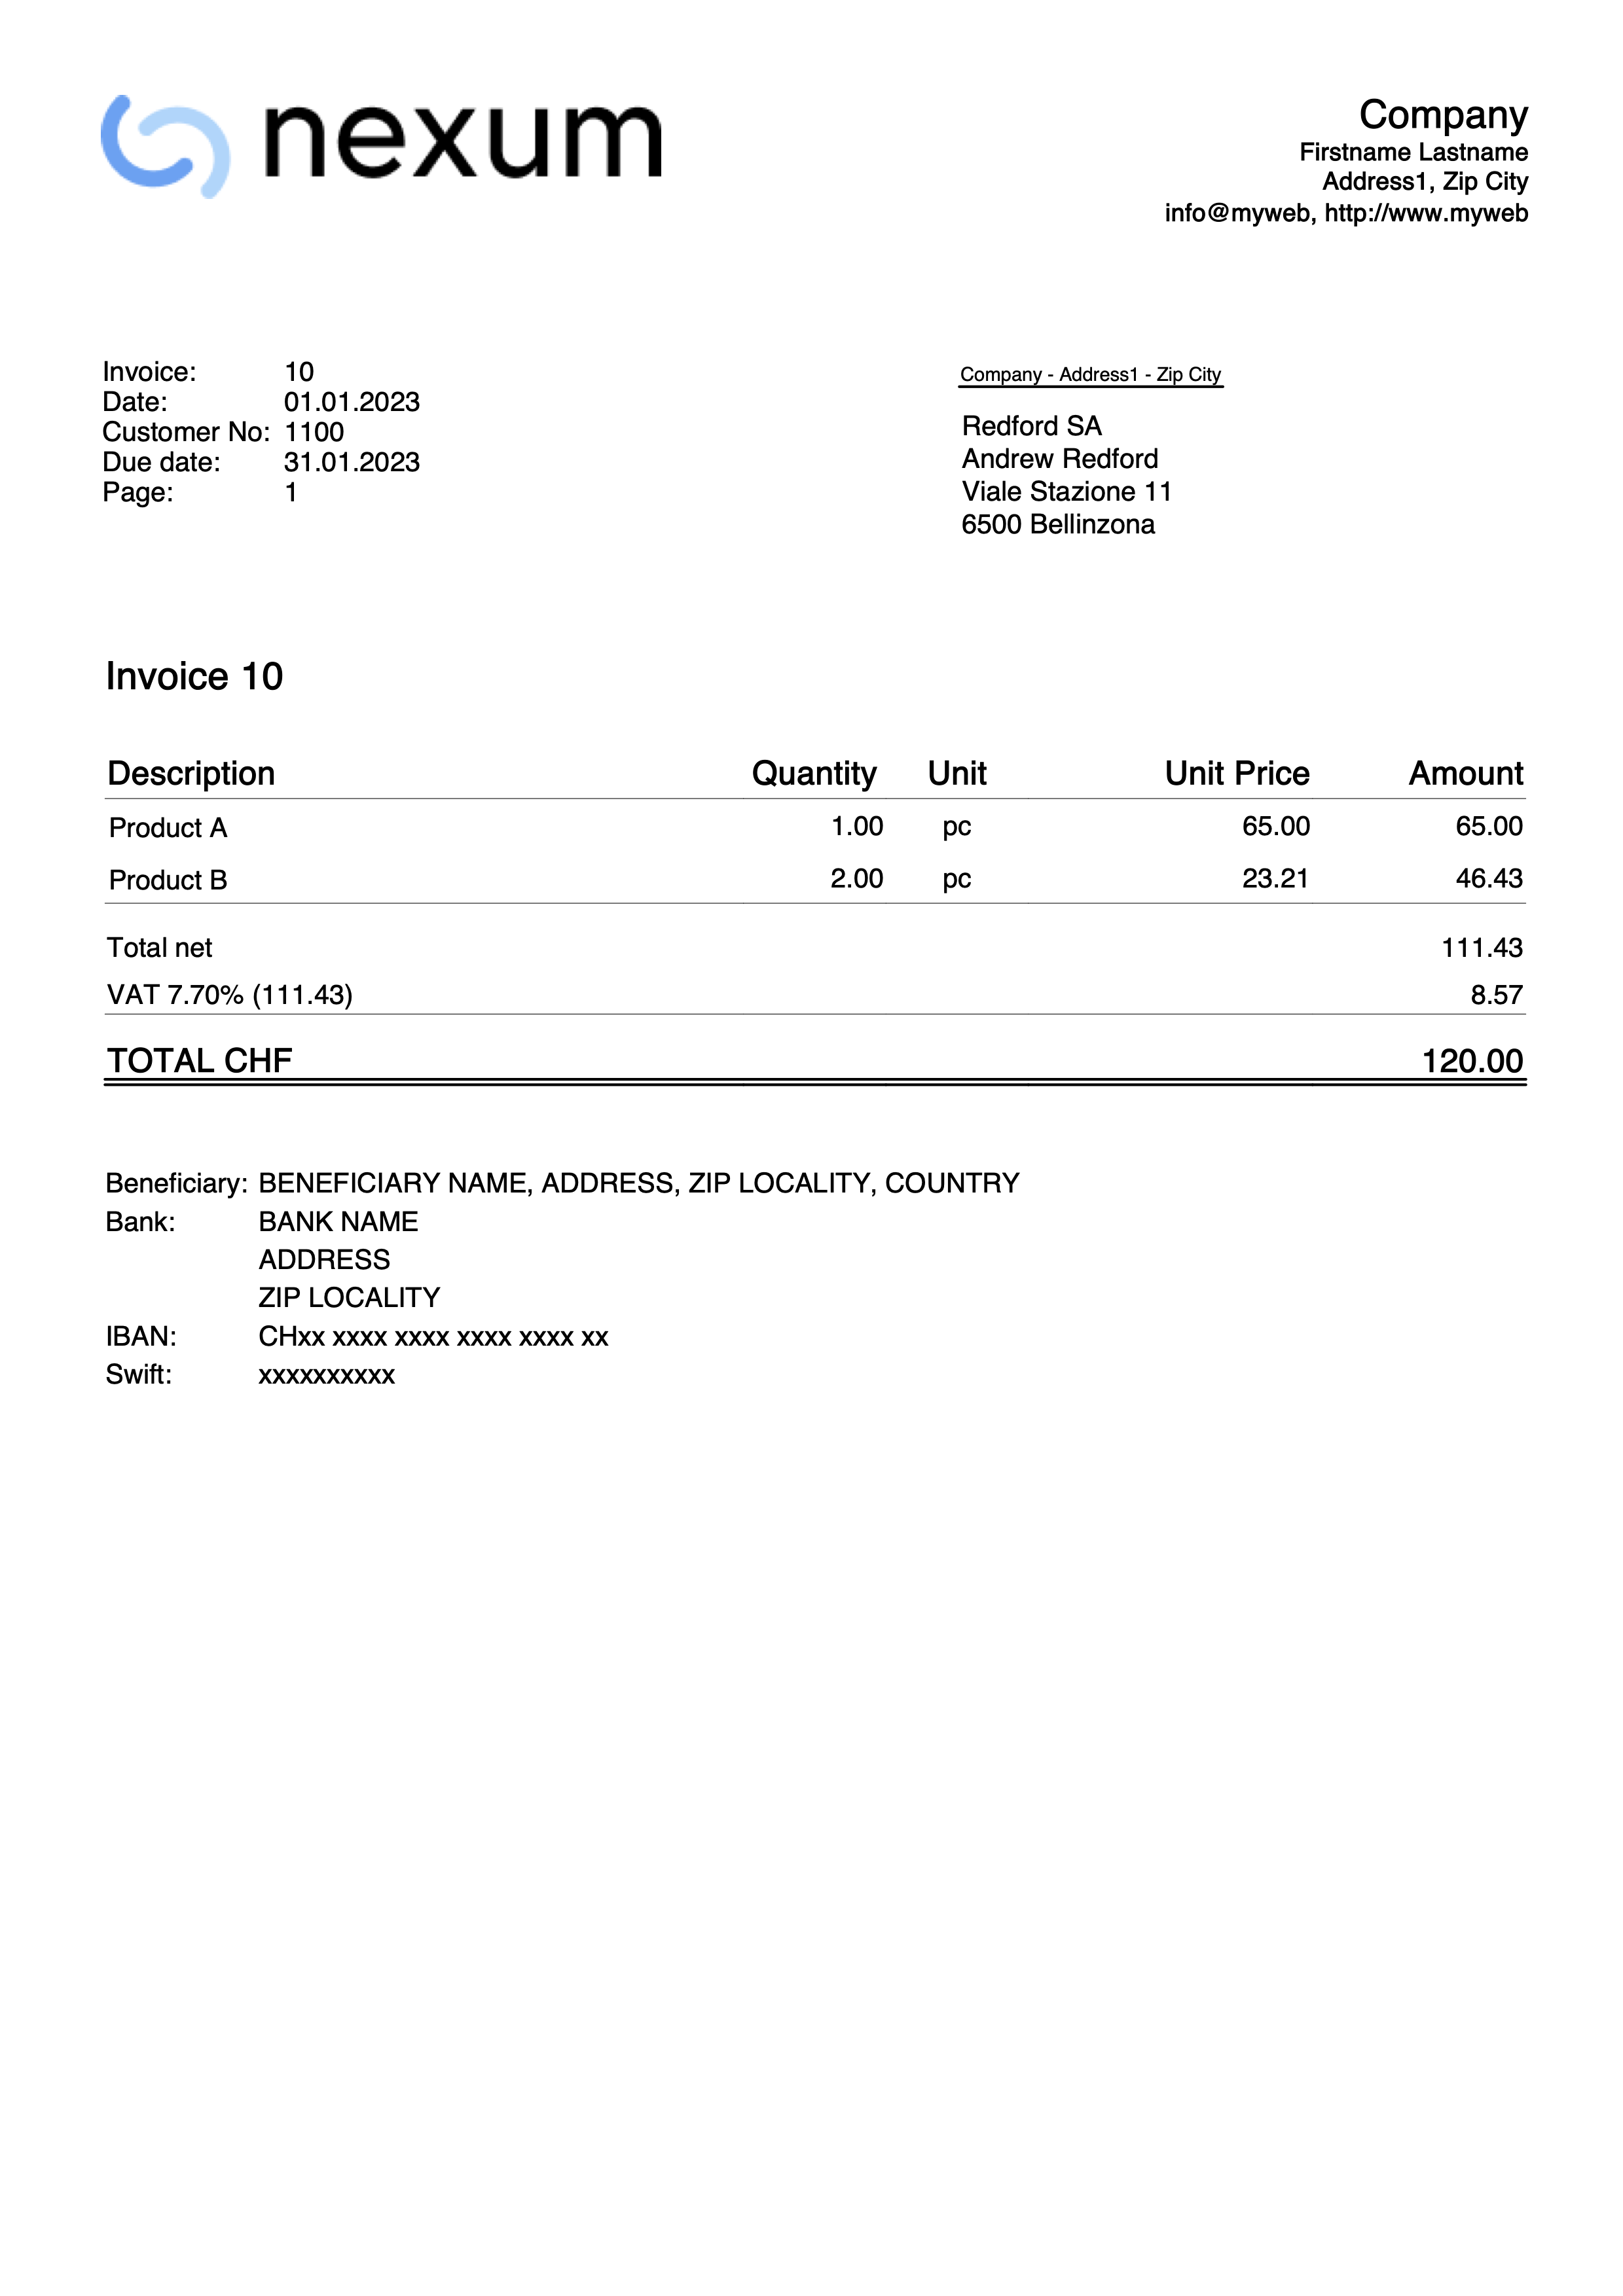 nexum
Company
Firstname Lastname
Address1, Zip City
info@myweb, http://www.myweb
Invoice: 10
Date: 01.01.2023
Customer No: 1100
Due date: 31.01.2023
Page: 1
Company - Address1 - Zip City
Redford SA
Andrew Redford
Viale Stazione 11
6500 Bellinzona
Invoice 10
Description Quantity Unit Unit Price Amount
Product A 1.00 pc 65.00 65.00
Product B 2.00 pc 23.21 46.43
Total net 111.43
VAT 7.70% (111.43) 8.57
TOTAL CHF 120.00
Beneficiary: BENEFICIARY NAME, ADDRESS, ZIP LOCALITY, COUNTRY
Bank: BANK NAME
ADDRESS
ZIP LOCALITY
IBAN: CHxx xxxx xxxx xxxx xxxx xx
Swift: xxxxxxxxxx